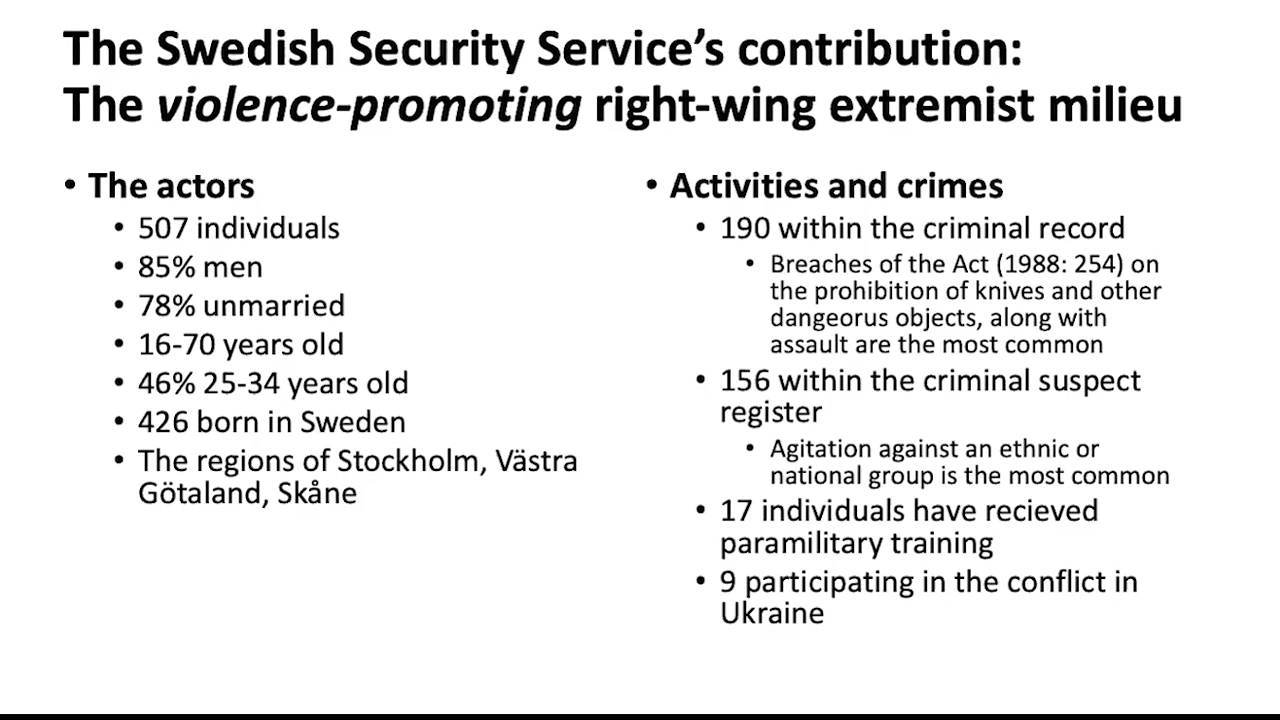 The Swedish Security Service’s contribution:
The violence-promoting right-wing extremist milieu
• The actors
• 507 individuals
• 85% men
• 78% unmarried
• 16-70 years old
• 46% 25-34 years old
• 426 born in Sweden
• The regions of Stockholm, Västra
Götaland, Skåne
• Activities and crimes
• 190 within the criminal record
• Breaches of the Act (1988: 254) on
the prohibition of knives and other
dangeorus objects, along with
assault are the most common
• 156 within the criminal suspect
register
• Agitation against an ethnic or
national group is the most common
• 17 individuals have recieved
paramilitary training
• 9 participating in the conflict in
Ukraine